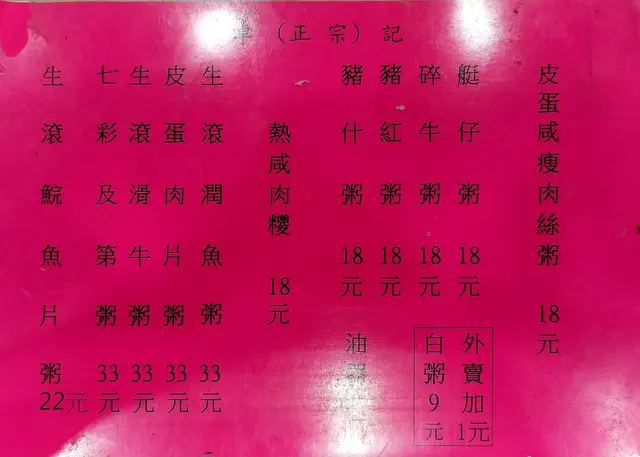 (正宗)記
皮蛋咸瘦肉絲粥 18元
艇仔粥 18元
碎牛粥 18元
豬紅粥 18元
豬什粥 18元
外賣加1元
白粥9元
油
熱咸肉糭 18元
生滾潤魚粥 33元
皮蛋肉片粥 33元
生滾滑牛粥 33元
七彩及第粥 33元
生滾鯇魚片粥 22元